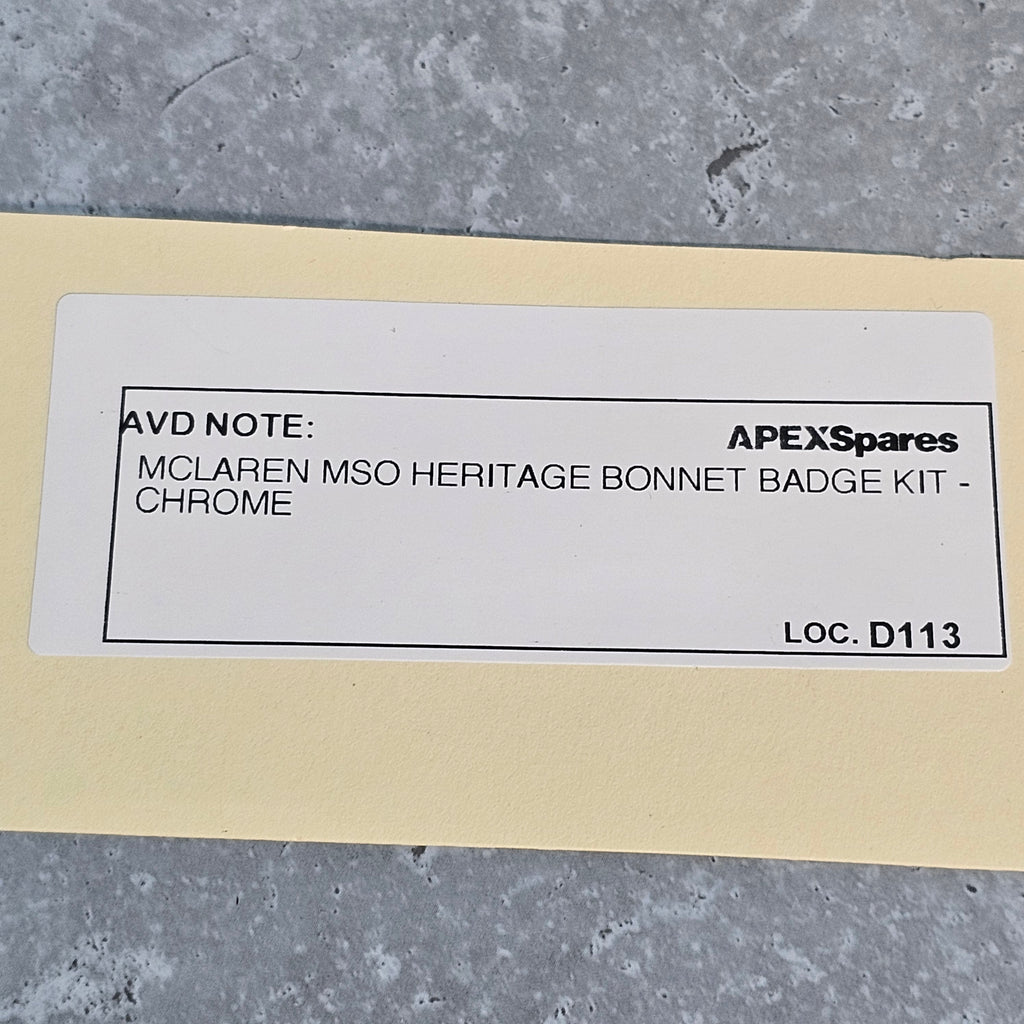 AVD NOTE:
APEXSpares
MCLAREN MSO HERITAGE BONNET BADGE KIT -
CHROME
LOC. D113